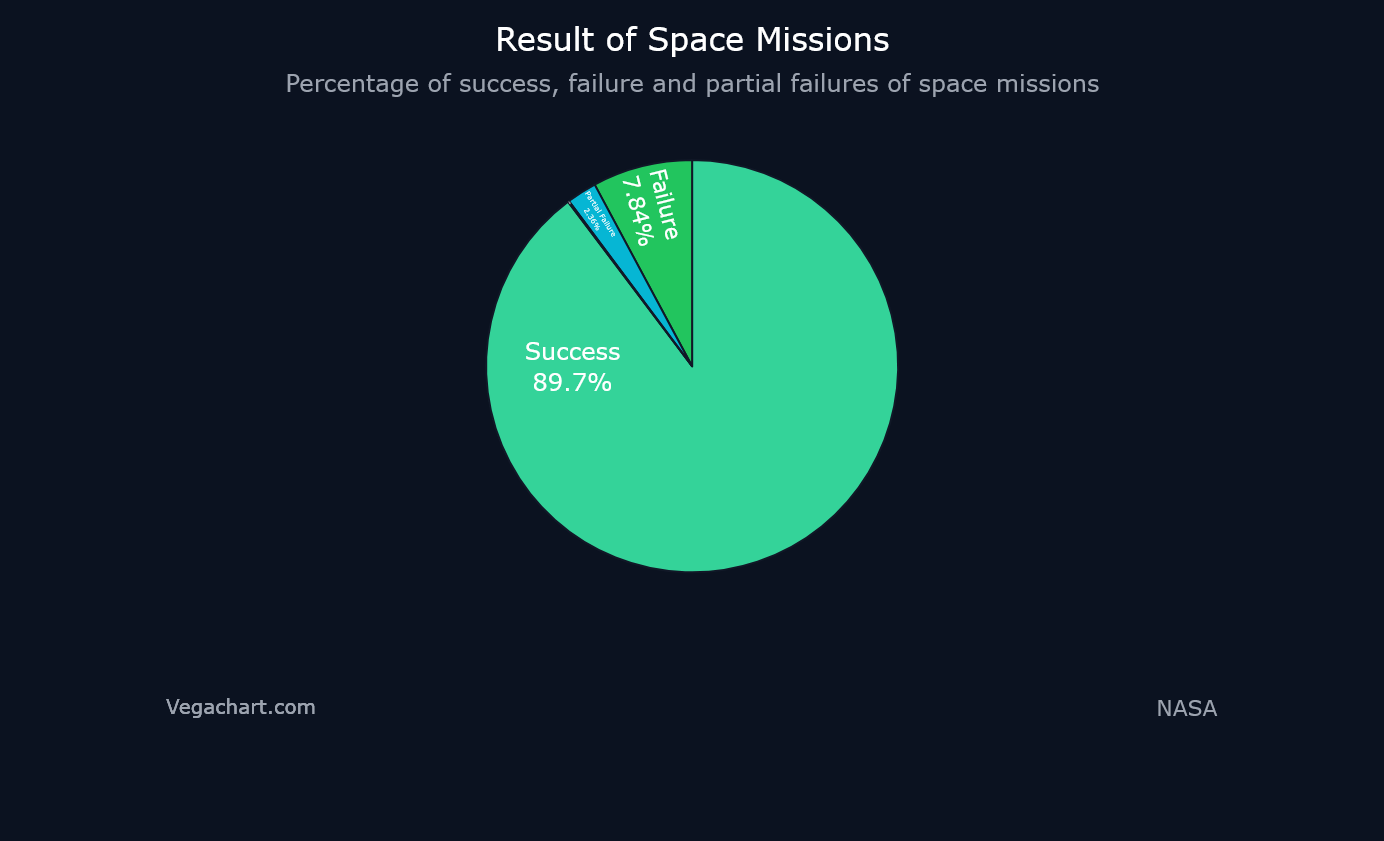 Result of Space Missions
Percentage of success, failure and partial failures of space missions
Failure
7.84%
Partial Failure
2.36%
Success
89.7%
Vegachart.com
NASA